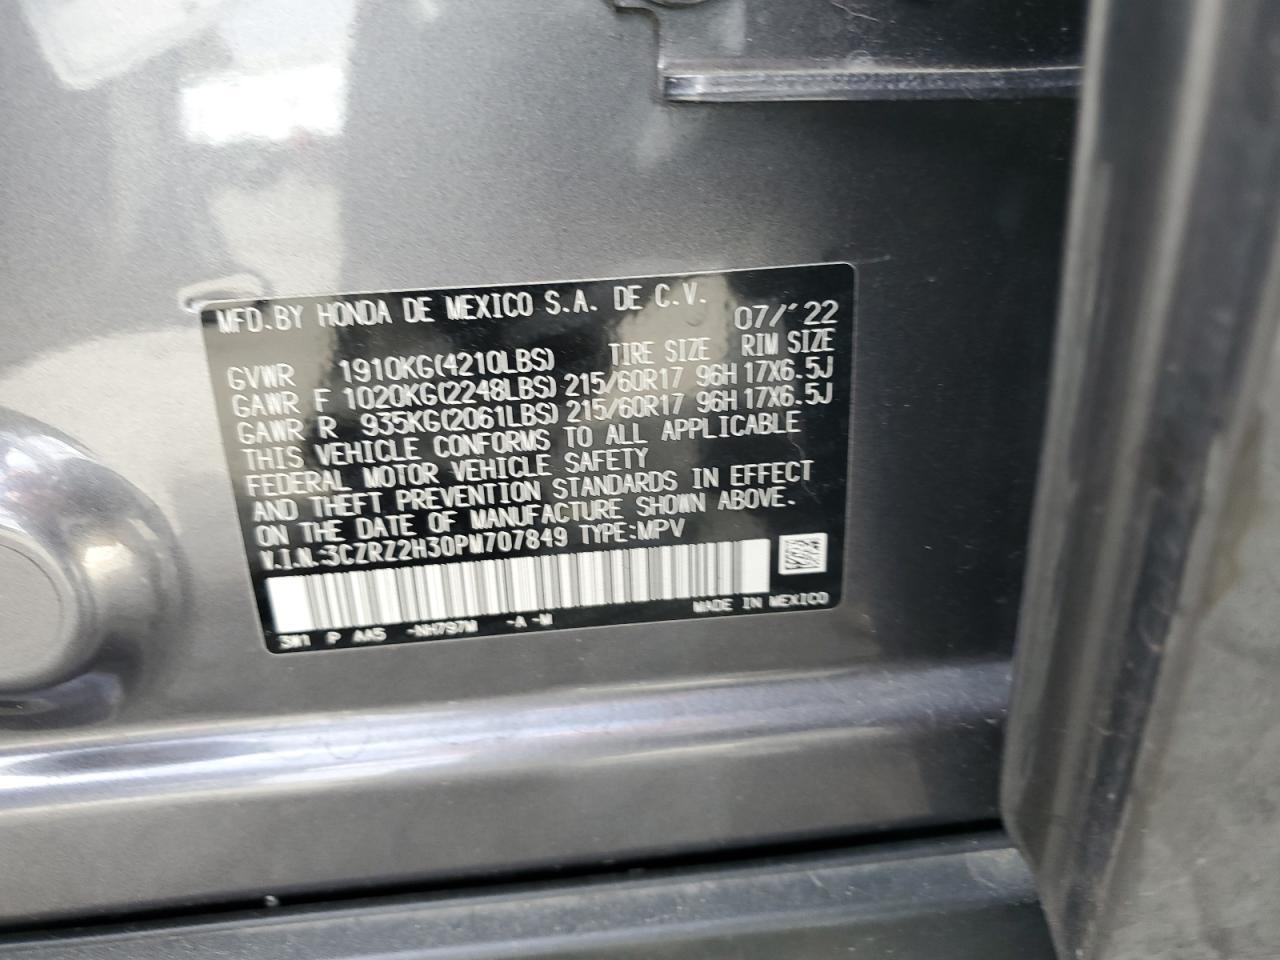 MFD.BY HONDA DE MEXICO S.A. DE C.V. 07/'22
GVWR 1910KG(4210LBS) TIRE SIZE RIM SIZE
GAWR F 1020KG(2248LBS) 215/60R17 96H 17X6.5J
GAWR R 935KG(2061LBS) 215/60R17 96H 17X6.5J
THIS VEHICLE CONFORMS TO ALL APPLICABLE
FEDERAL MOTOR VEHICLE SAFETY
AND THEFT PREVENTION STANDARDS IN EFFECT
ON THE DATE OF MANUFACTURE SHOWN ABOVE.
V.I.N.:3CZRZ2H30PM707849 TYPE:MPV
MADE IN MEXICO
P AA5 -NH797M -A -M